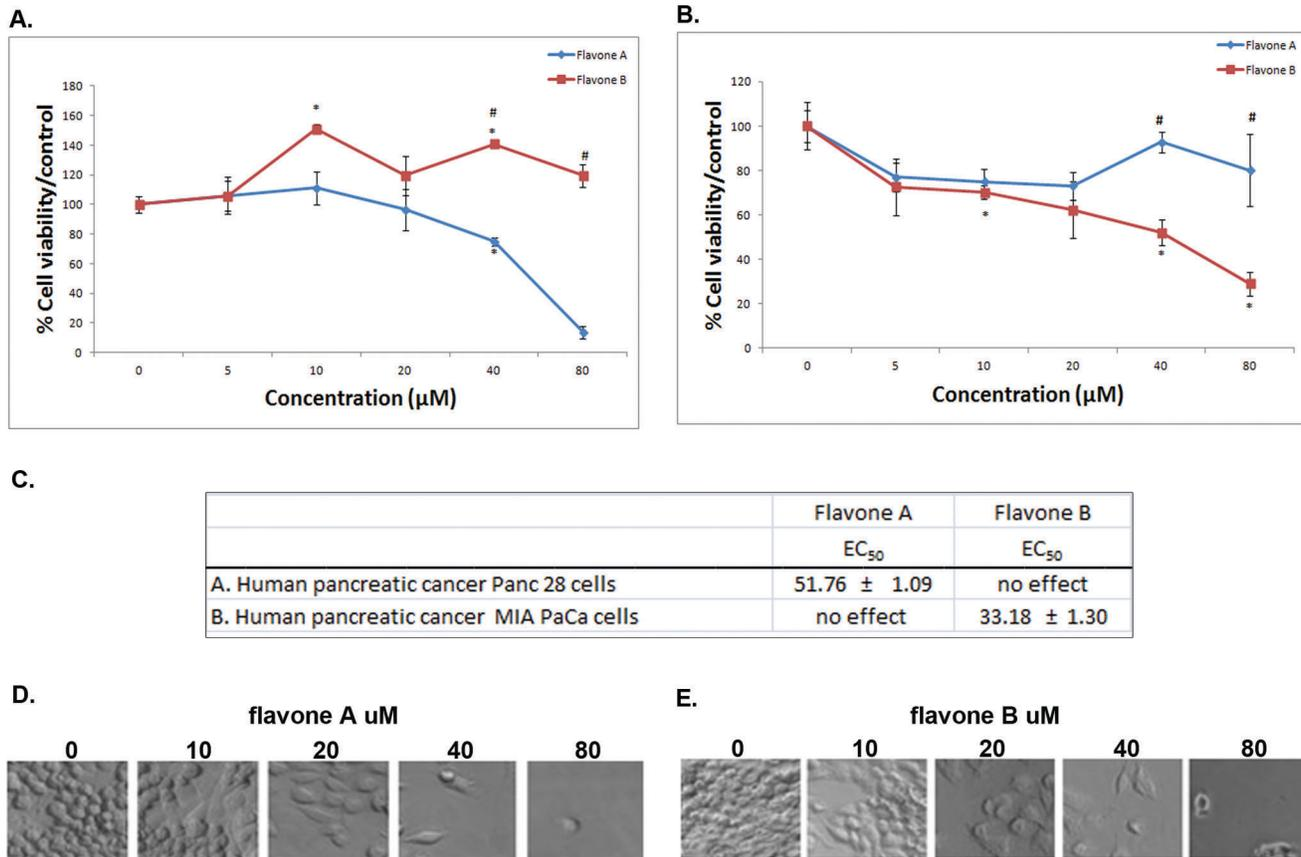 A.
Flavone A
Flavone B
% Cell viability/control
180
160
140
120
100
80
60
40
20
0
*
#
*
#
*
0 5 10 20 40 80
Concentration (µM)
B.
Flavone A
Flavone B
% Cell viability/control
120
100
80
60
40
20
0
#
#
*
*
*
0 5 10 20 40 80
Concentration (µM)
C.
Flavone A Flavone B
EC50 EC50
A. Human pancreatic cancer Panc 28 cells 51.76 ± 1.09 no effect
B. Human pancreatic cancer MIA PaCa cells no effect 33.18 ± 1.30
D.
flavone A uM
0 10 20 40 80
E.
flavone B uM
0 10 20 40 80